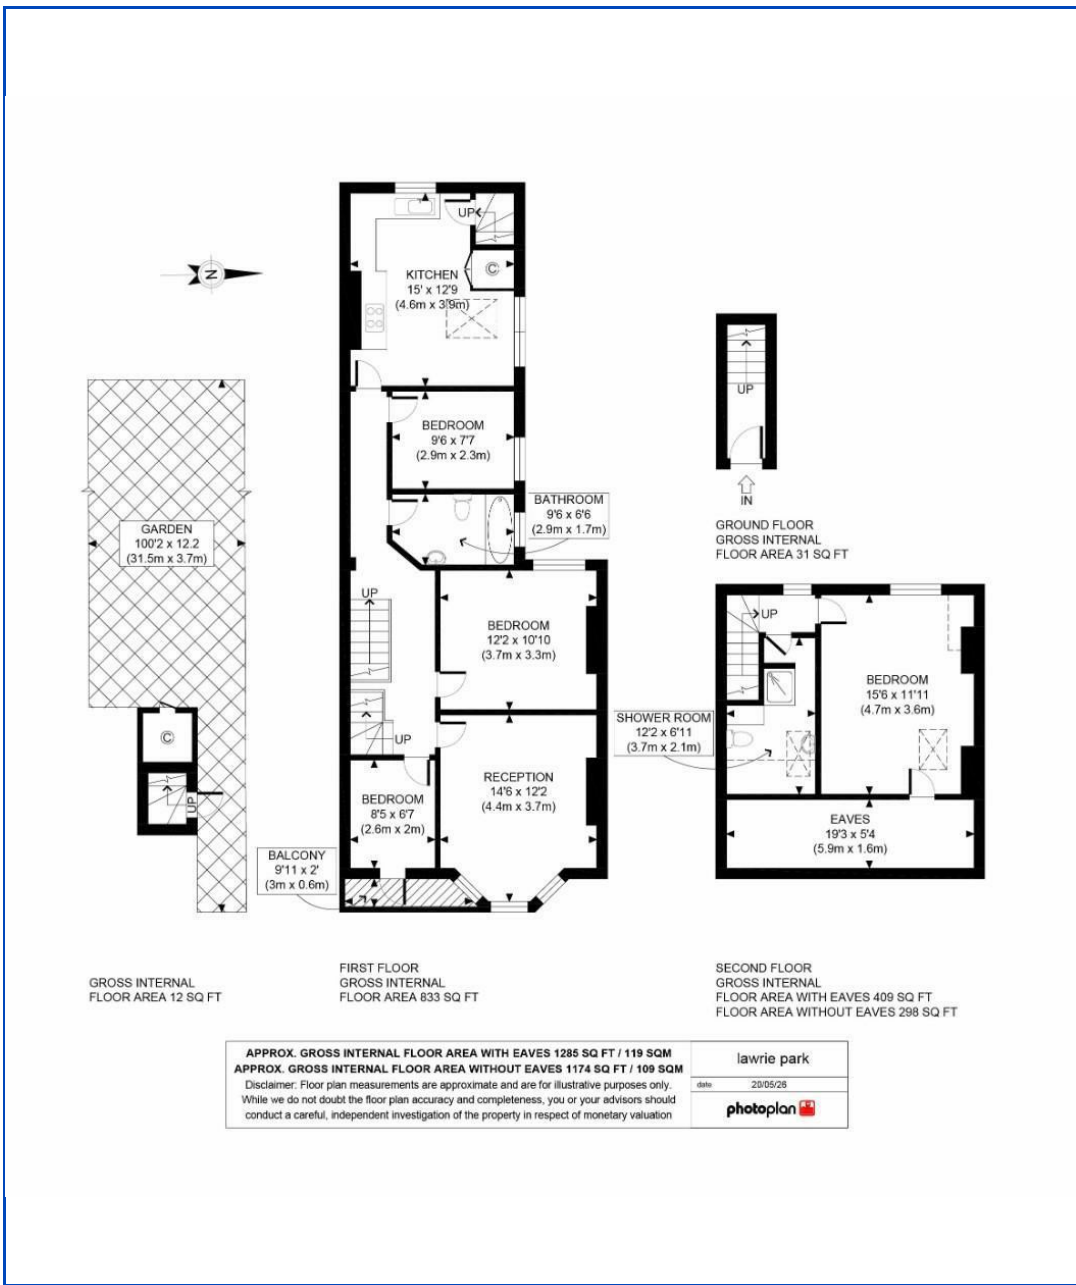 UP
KITCHEN
15' x 12'9
(4.6m x 3.9m)
C
N
BEDROOM
9'6 x 7'7
(2.9m x 2.3m)
BATHROOM
9'6 x 6'6
(2.9m x 1.7m)
UP
IN
GROUND FLOOR
GROSS INTERNAL
FLOOR AREA 31 SQ FT
GARDEN
100'2 x 12.2
(31.5m x 3.7m)
C
UP
UP
BEDROOM
12'2 x 10'10
(3.7m x 3.3m)
UP
RECEPTION
14'6 x 12'2
(4.4m x 3.7m)
BEDROOM
8'5 x 6'7
(2.6m x 2m)
BALCONY
9'11 x 2'
(3m x 0.6m)
UP
BEDROOM
15'6 x 11'11
(4.7m x 3.6m)
SHOWER ROOM
12'2 x 6'11
(3.7m x 2.1m)
EAVES
19'3 x 5'4
(5.9m x 1.6m)
GROSS INTERNAL
FLOOR AREA 12 SQ FT
FIRST FLOOR
GROSS INTERNAL
FLOOR AREA 833 SQ FT
SECOND FLOOR
GROSS INTERNAL
FLOOR AREA WITH EAVES 409 SQ FT
FLOOR AREA WITHOUT EAVES 298 SQ FT
APPROX. GROSS INTERNAL FLOOR AREA WITH EAVES 1285 SQ FT / 119 SQM
APPROX. GROSS INTERNAL FLOOR AREA WITHOUT EAVES 1174 SQ FT / 109 SQM
Disclaimer: Floor plan measurements are approximate and are for illustrative purposes only.
While we do not doubt the floor plan accuracy and completeness, you or your advisors should
conduct a careful, independent investigation of the property in respect of monetary valuation
lawrie park
date 20/05/26
photoplan